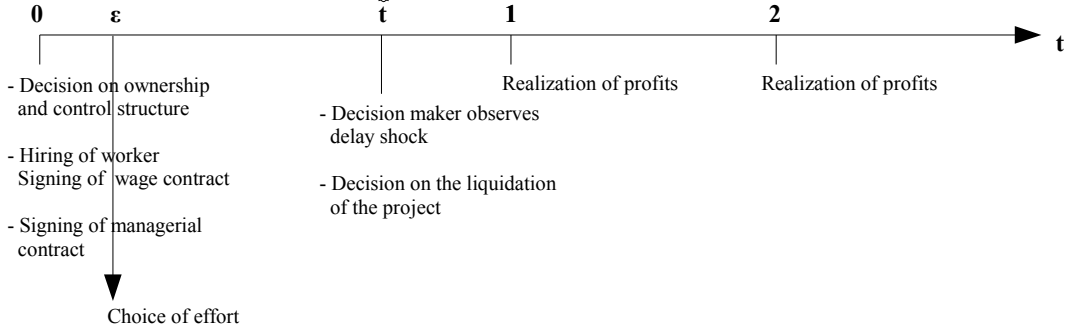 0 ε t̃ 1 2
t
- Decision on ownership
and control structure
- Hiring of worker
Signing of wage contract
- Signing of managerial
contract
Choice of effort
- Decision maker observes
delay shock
- Decision on the liquidation
of the project
Realization of profits
Realization of profits